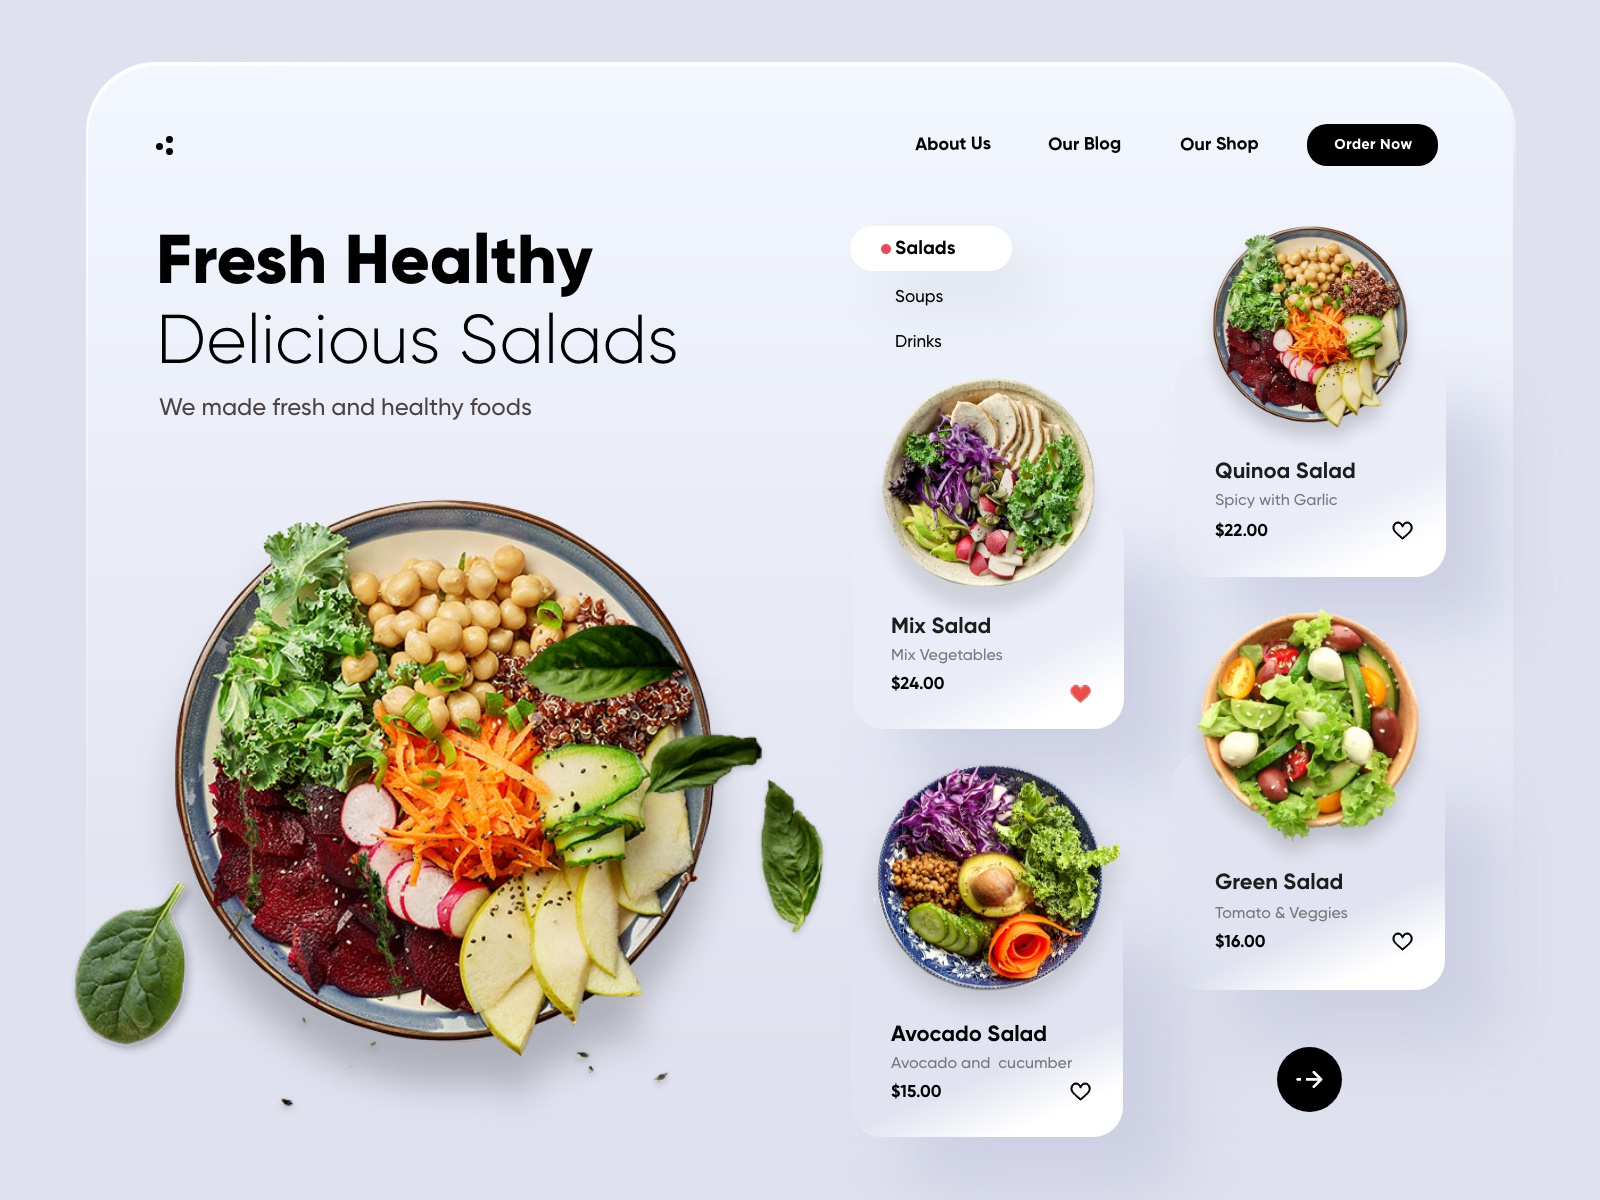 About Us
Our Blog
Our Shop
Order Now
Fresh Healthy
Delicious Salads
We made fresh and healthy foods
Salads
Soups
Drinks
Mix Salad
Mix Vegetables
$24.00
Avocado Salad
Avocado and  cucumber
$15.00
Quinoa Salad
Spicy with Garlic
$22.00
Green Salad
Tomato & Veggies
$16.00